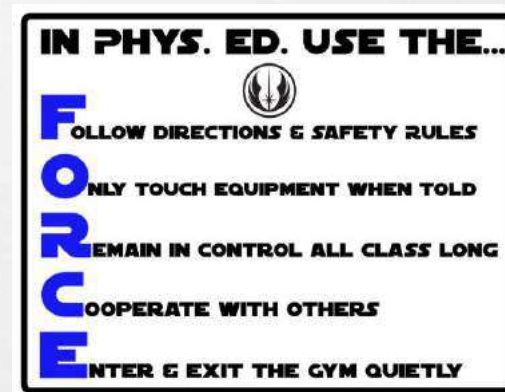 IN PHYS. ED. USE THE...
FOLLOW DIRECTIONS & SAFETY RULES
ONLY TOUCH EQUIPMENT WHEN TOLD
REMAIN IN CONTROL ALL CLASS LONG
COOPERATE WITH OTHERS
ENTER & EXIT THE GYM QUIETLY